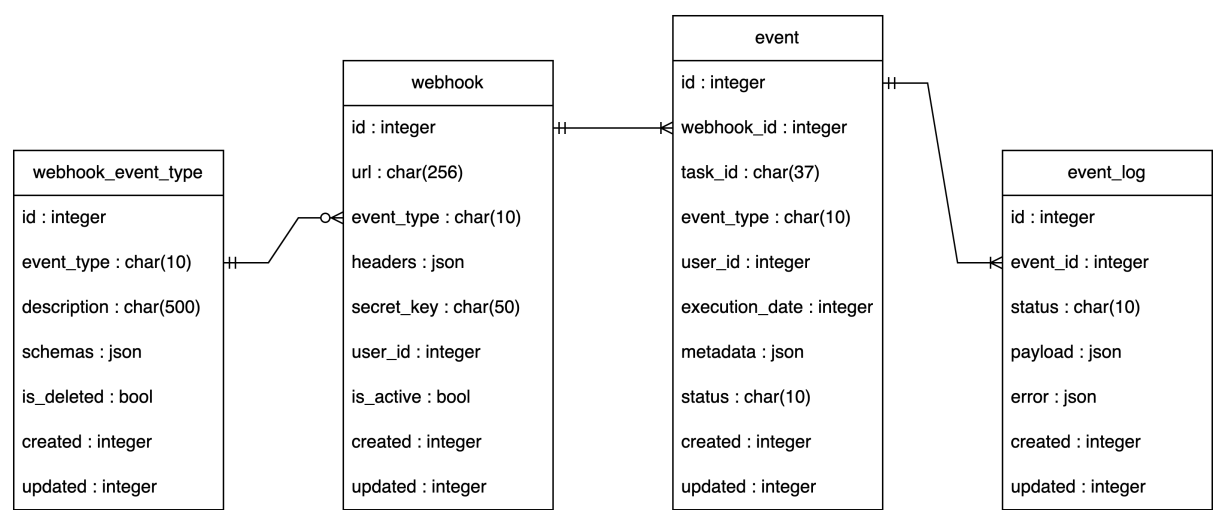 webhook_event_type
id : integer
event_type : char(10)
description : char(500)
schemas : json
is_deleted : bool
created : integer
updated : integer
webhook
id : integer
url : char(256)
event_type : char(10)
headers : json
secret_key : char(50)
user_id : integer
is_active : bool
created : integer
updated : integer
event
id : integer
webhook_id : integer
task_id : char(37)
event_type : char(10)
user_id : integer
execution_date : integer
metadata : json
status : char(10)
created : integer
updated : integer
event_log
id : integer
event_id : integer
status : char(10)
payload : json
error : json
created : integer
updated : integer